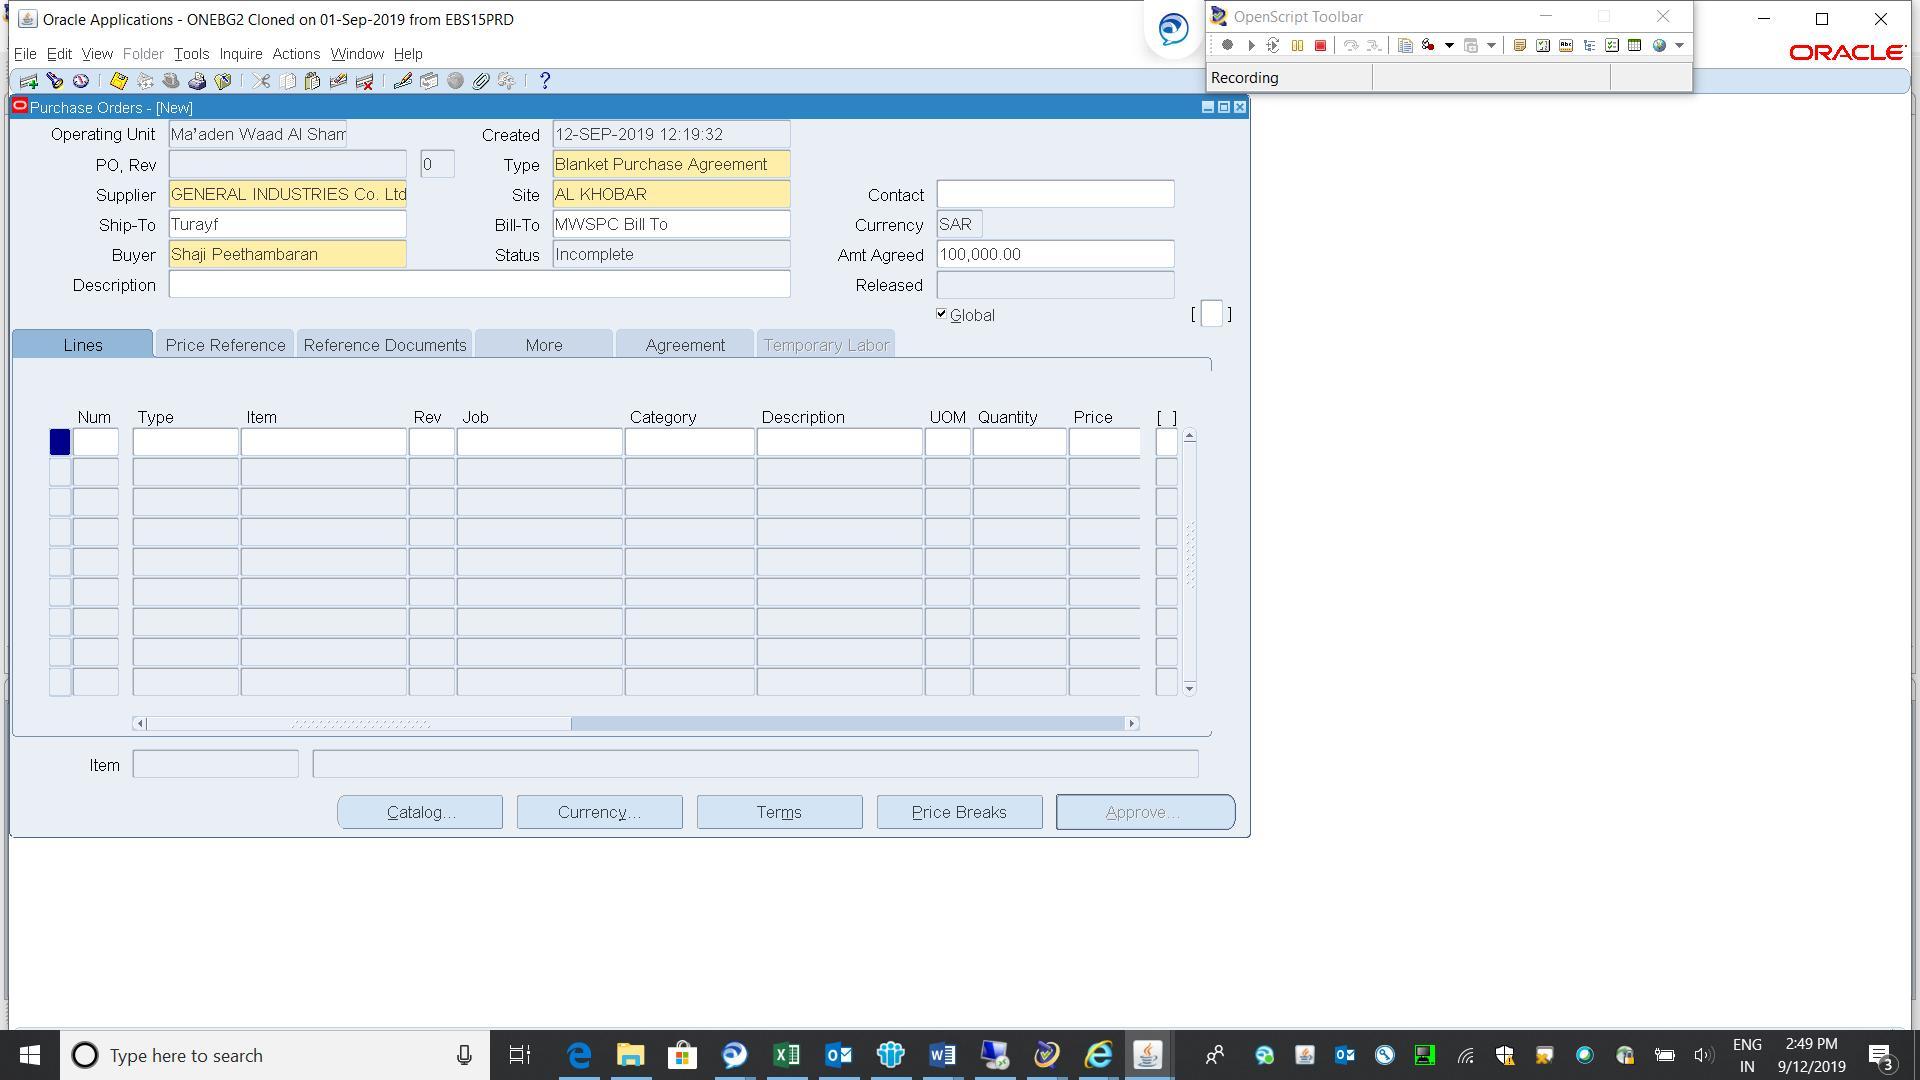 Oracle Applications - ONEBG2 Cloned on 01-Sep-2019 from EBS15PRD
OpenScript Toolbar
File Edit View Folder Tools Inquire Actions Window Help
ORACLE
Recording
Purchase Orders - [New]
Operating Unit Ma'aden Waad Al Sham Created 12-SEP-2019 12:19:32
PO, Rev 0 Type Blanket Purchase Agreement
Supplier GENERAL INDUSTRIES Co. Ltd Site AL KHOBAR Contact
Ship-To Turayf Bill-To MWSPC Bill To Currency SAR
Buyer Shaji Peethambaran Status Incomplete Amt Agreed 100,000.00
Description Released
Global [ ]
Lines Price Reference Reference Documents More Agreement Temporary Labor
Num Type Item Rev Job Category Description UOM Quantity Price [ ]
Item
Catalog... Currency... Terms Price Breaks Approve...
Type here to search
ENG 2:49 PM
IN 9/12/2019 3